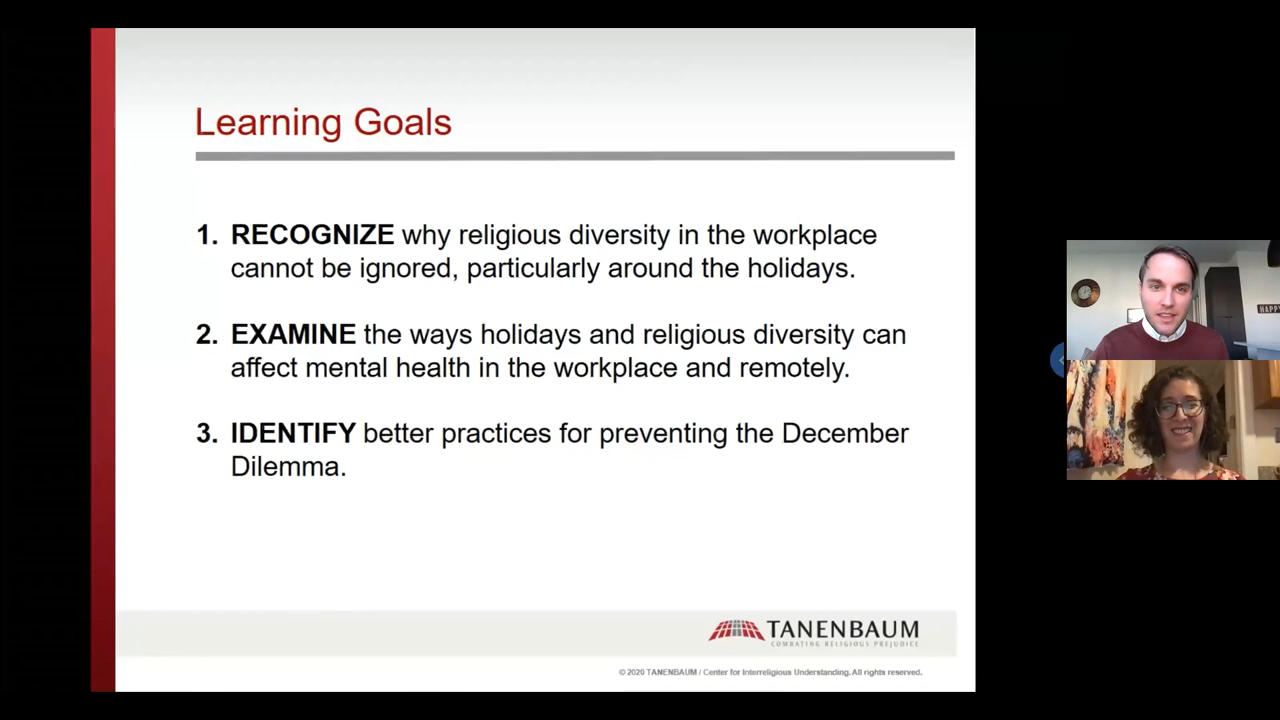 Learning Goals
1. RECOGNIZE why religious diversity in the workplace
cannot be ignored, particularly around the holidays.
2. EXAMINE the ways holidays and religious diversity can
affect mental health in the workplace and remotely.
3. IDENTIFY better practices for preventing the December
Dilemma.
TANENBAUM
COMBATING RELIGIOUS PREJUDICE
© 2020 TANENBAUM / Center for Interreligious Understanding. All rights reserved.
HAPPY